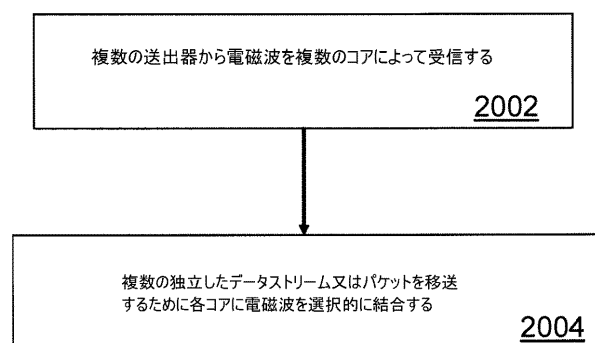 複数の送出器から電磁波を複数のコアによって受信する
2002
複数の独立したデータストリーム又はパケットを移送
するために各コアに電磁波を選択的に結合する
2004